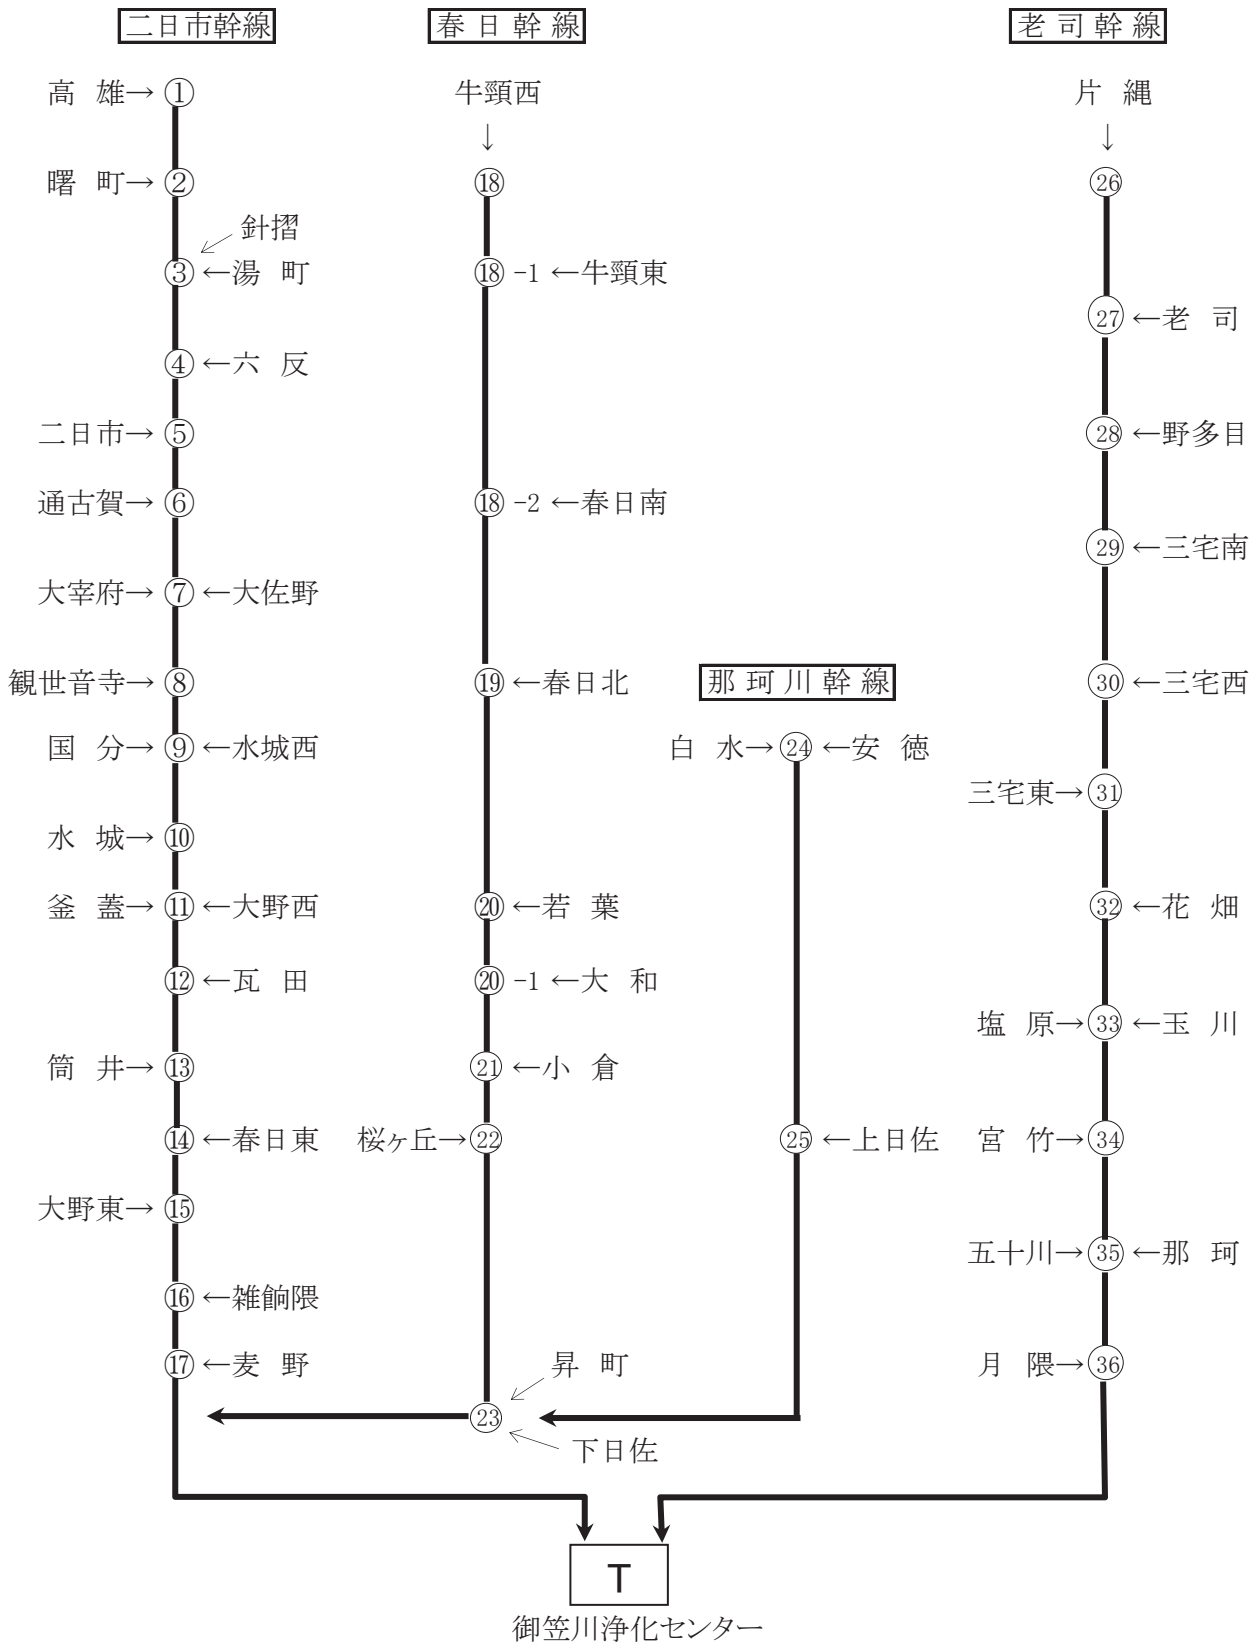 二日市幹線
高 雄→ ①
曙 町→ ②
針摺
③ ←湯 町
④ ←六 反
二日市→ ⑤
通古賀→ ⑥
大宰府→ ⑦ ←大佐野
観世音寺→ ⑧
国 分→ ⑨ ←水城西
水 城→ ⑩
釜 蓋→ ⑪ ←大野西
⑫ ←瓦 田
筒 井→ ⑬
⑭ ←春日東
大野東→ ⑮
⑯ ←雑餉隈
⑰ ←麦 野
春日幹線
牛頸西
↓
⑱
⑱ -1 ←牛頸東
⑱ -2 ←春日南
⑲ ←春日北
⑳ ←若 葉
⑳ -1 ←大 和
㉑ ←小 倉
桜ヶ丘→ ㉒
昇 町
㉓
下日佐
那珂川幹線
白 水→ ㉔ ←安 徳
㉕ ←上日佐
老司幹線
片 縄
↓
㉖
㉗ ←老 司
㉘ ←野多目
㉙ ←三宅南
㉚ ←三宅西
三宅東→ ㉛
㉜ ←花 畑
塩 原→ ㉝ ←玉 川
宮 竹→ ㉞
五十川→ ㉟ ←那 珂
月 隈→ ㊱
T
御笠川浄化センター